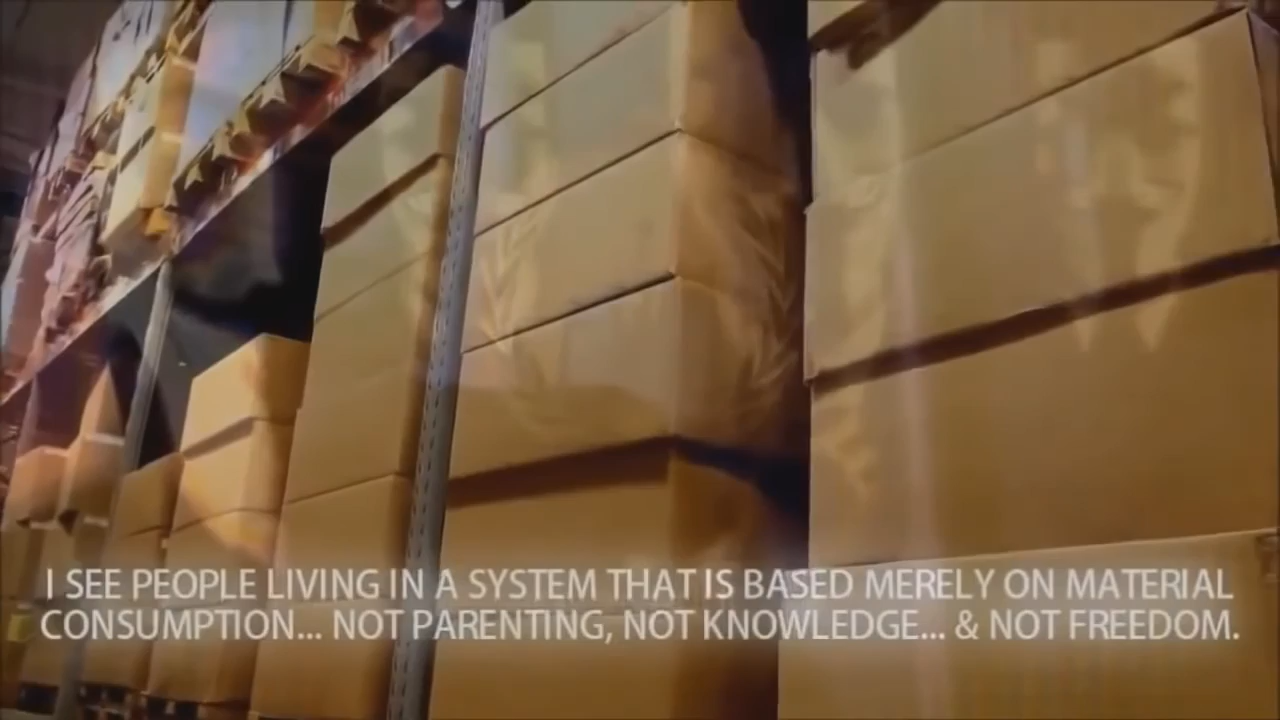 I SEE PEOPLE LIVING IN A SYSTEM THAT IS BASED MERELY ON MATERIAL
CONSUMPTION... NOT PARENTING, NOT KNOWLEDGE... & NOT FREEDOM.